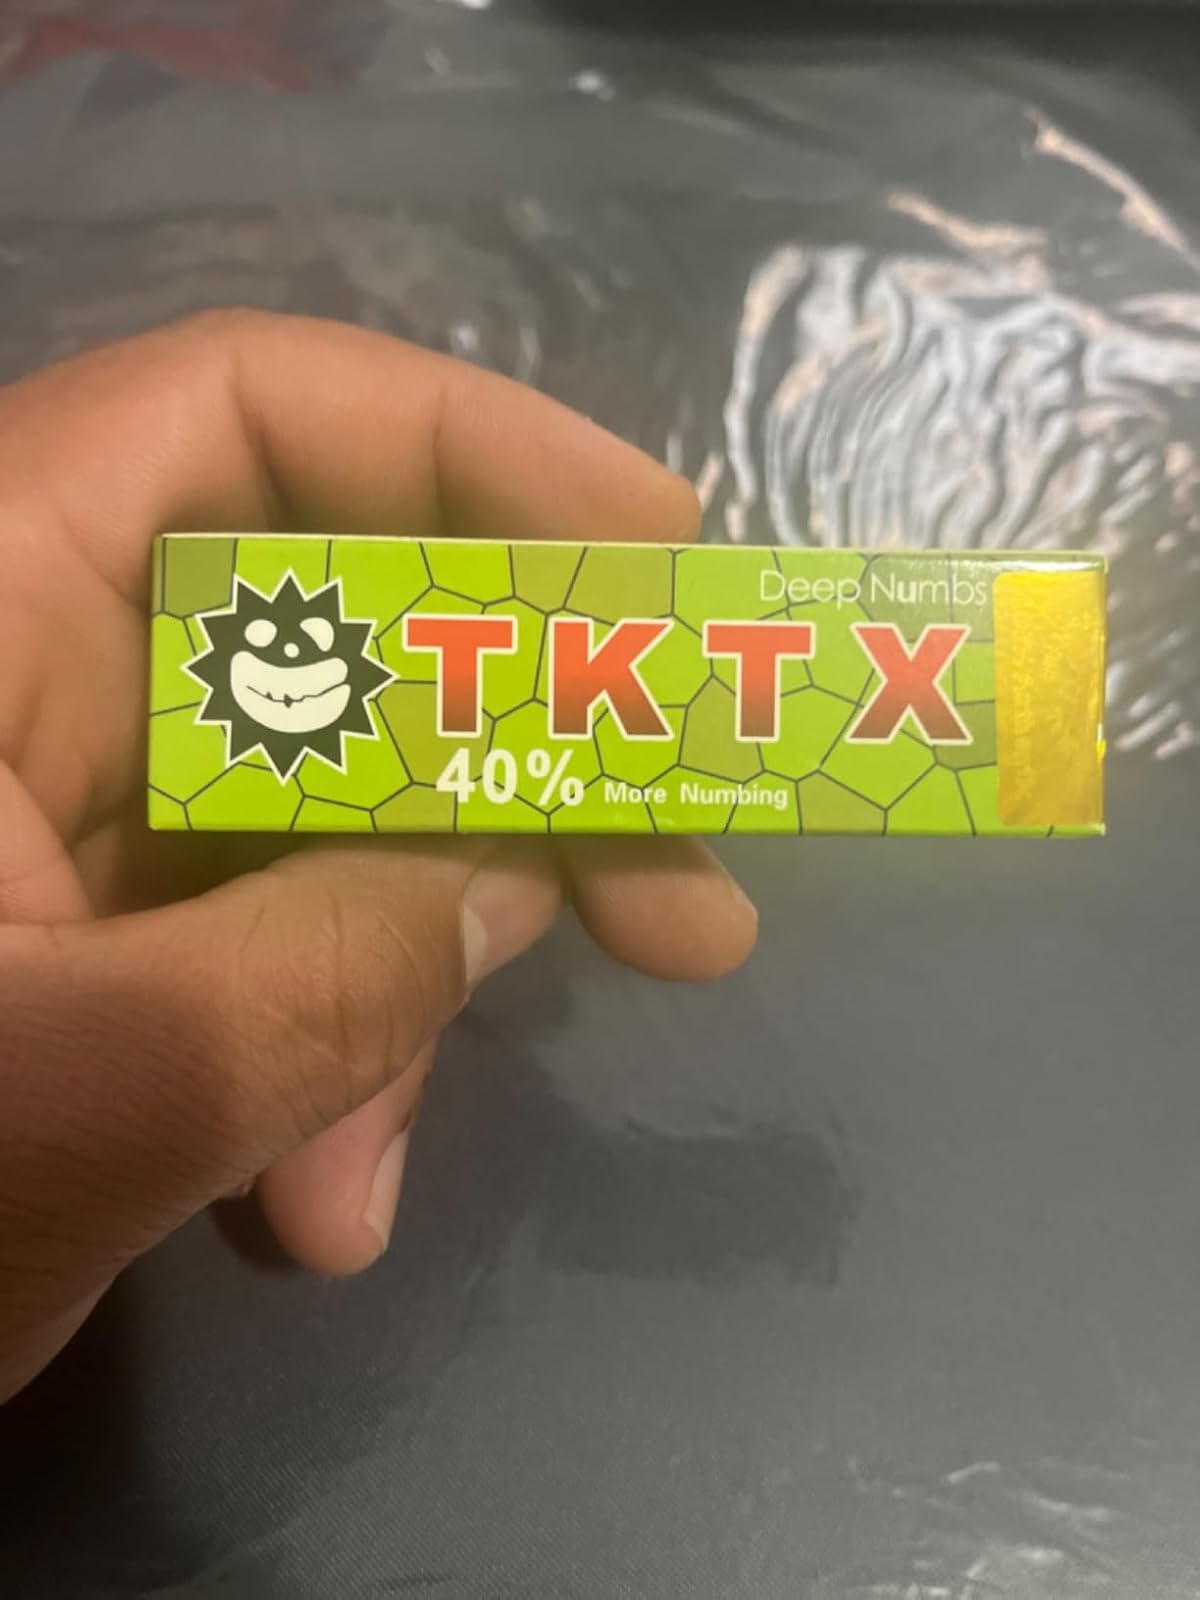 Deep Numbs
TKTX
40% More Numbing